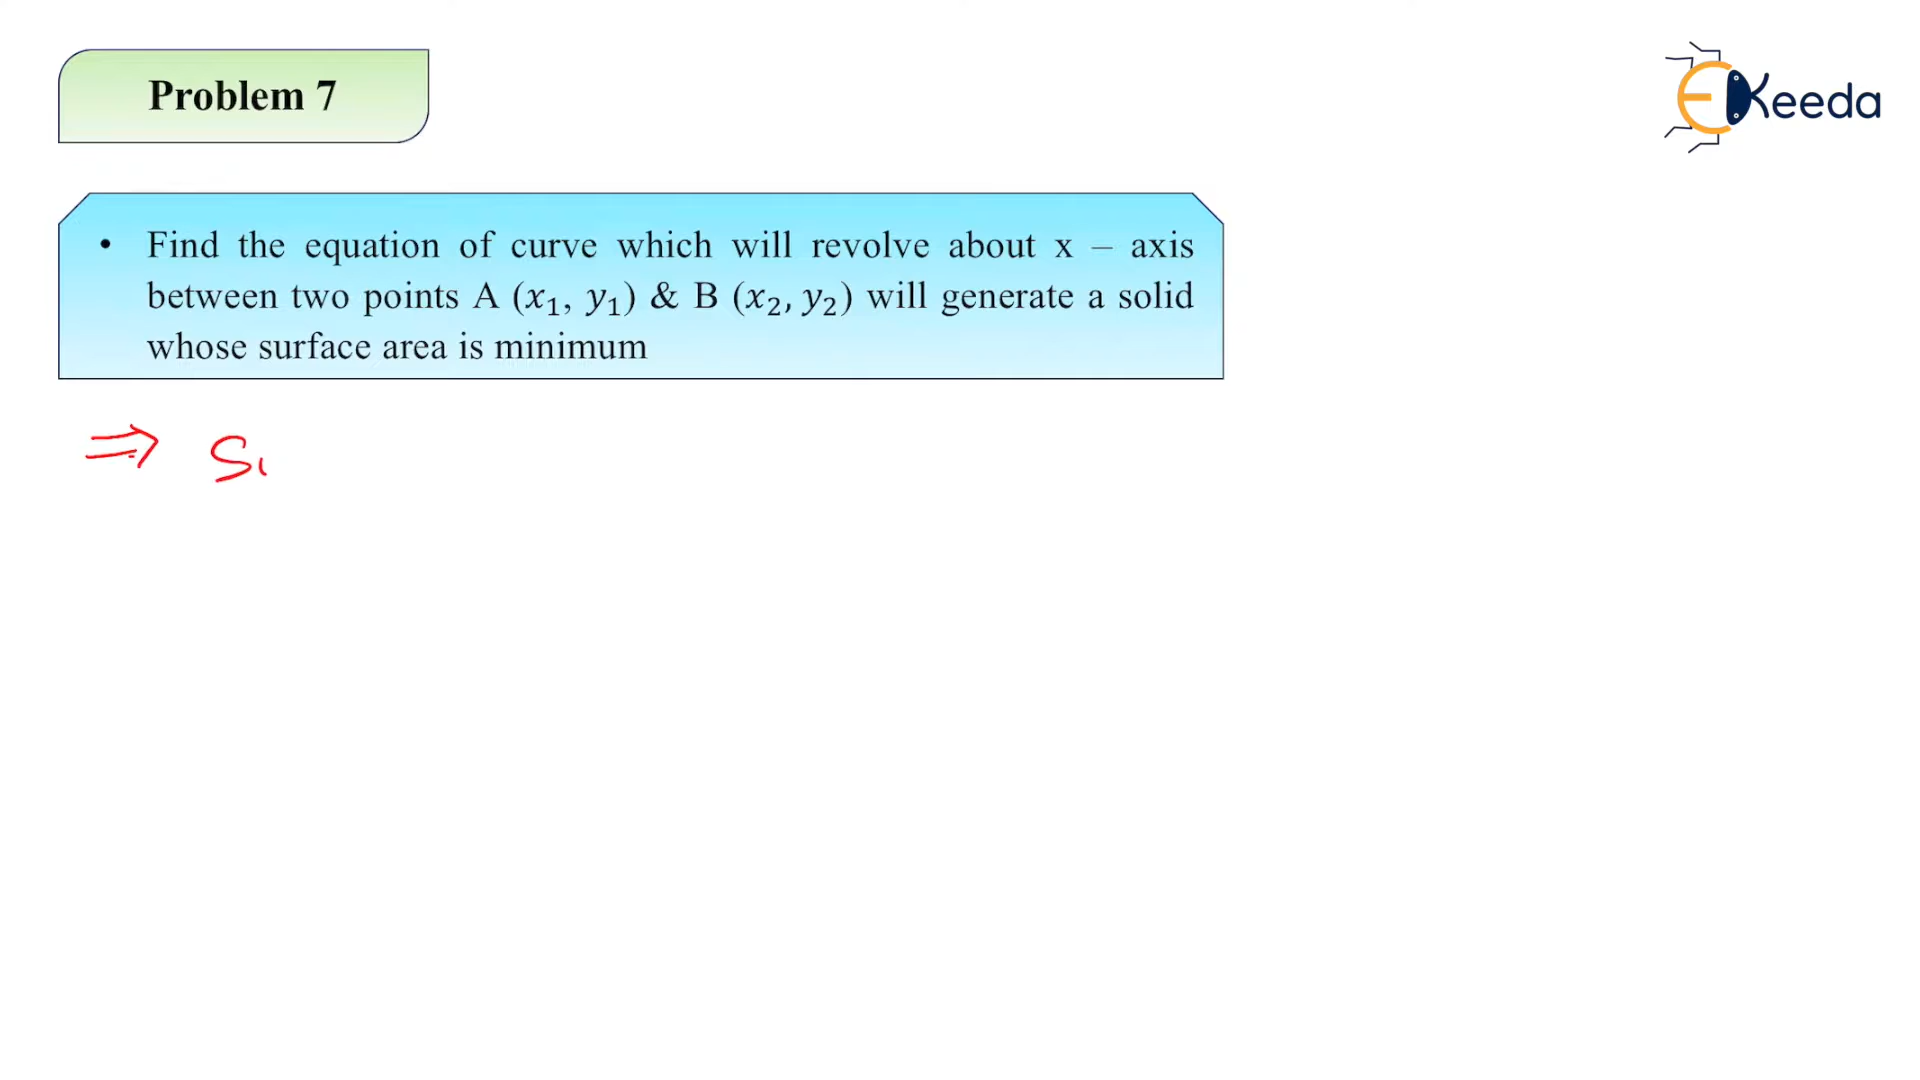 Problem 7
EKeeda
• Find the equation of curve which will revolve about x – axis
between two points A (𝑥₁, 𝑦₁) & B (𝑥₂, 𝑦₂) will generate a solid
whose surface area is minimum
⇒ S